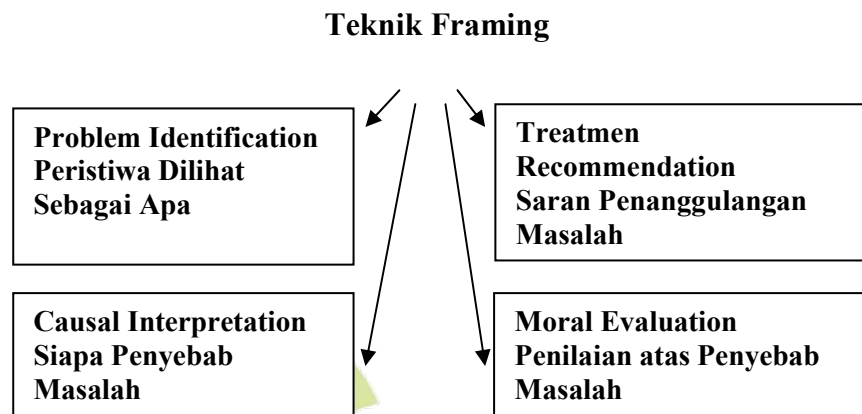 Teknik Framing
Problem Identification
Peristiwa Dilihat
Sebagai Apa
Treatmen
Recommendation
Saran Penanggulangan
Masalah
Causal Interpretation
Siapa Penyebab
Masalah
Moral Evaluation
Penilaian atas Penyebab
Masalah